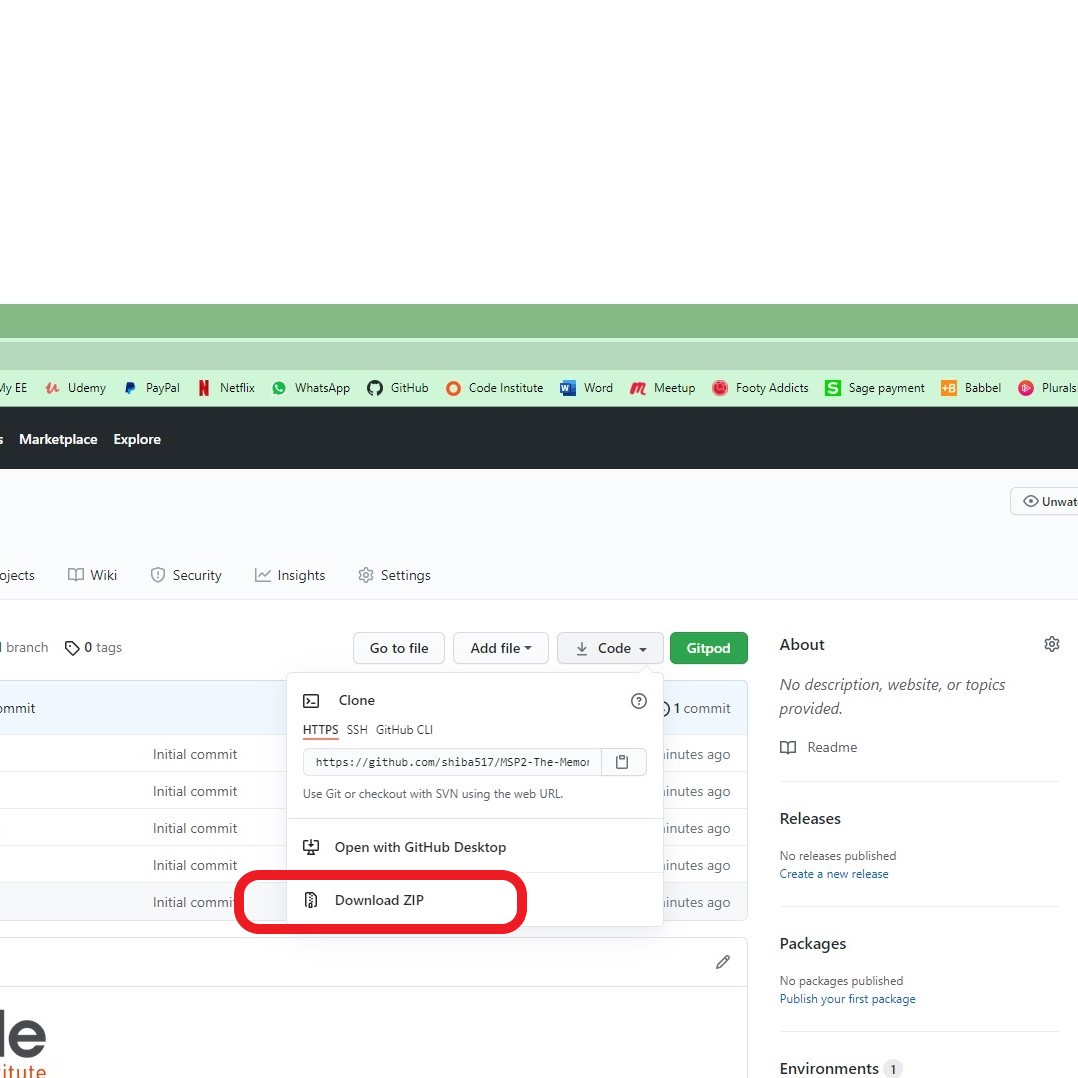 My EE Udemy PayPal Netflix WhatsApp GitHub Code Institute Word Meetup Footy Addicts Sage payment Babbel Plurals
s Marketplace Explore
Unwat
ojects Wiki Security Insights Settings
branch 0 tags Go to file Add file Code Gitpod
About
No description, website, or topics
provided.
Readme
ommit 1 commit
Clone
HTTPS SSH GitHub CLI
https://github.com/shiba517/MSP2-The-Memor
Use Git or checkout with SVN using the web URL.
Open with GitHub Desktop
Download ZIP
Initial commit inutes ago
Initial commit inutes ago
Initial commit inutes ago
Initial commit inutes ago
Initial commit inutes ago
Releases
No releases published
Create a new release
Packages
No packages published
Publish your first package
Environments 1
de
titute